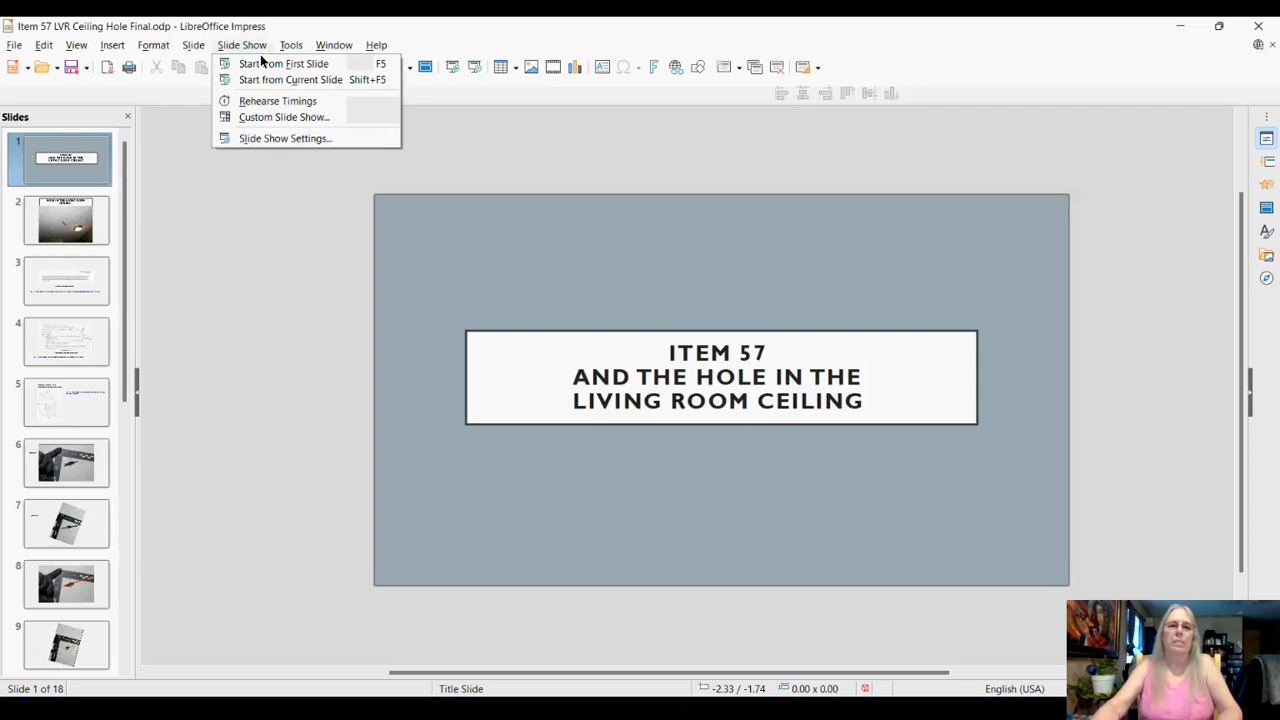 Item 57 LVR Ceiling Hole Final.odp - LibreOffice Impress
File Edit View Insert Format Slide Slide Show Tools Window Help
Start from First Slide F5
Start from Current Slide Shift+F5
Rehearse Timings
Custom Slide Show...
Slide Show Settings...
Slides
1
2
3
4
5
6
7
8
9
ITEM 57
AND THE HOLE IN THE
LIVING ROOM CEILING
Slide 1 of 18
Title Slide
-2.33 / -1.74
0.00 x 0.00
English (USA)